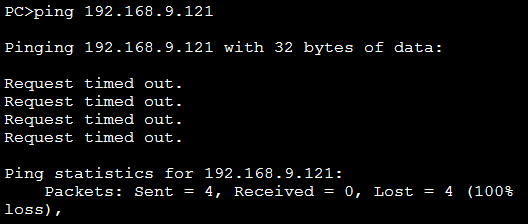 PC>ping 192.168.9.121
Pinging 192.168.9.121 with 32 bytes of data:
Request timed out.
Request timed out.
Request timed out.
Request timed out.
Ping statistics for 192.168.9.121:
Packets: Sent = 4, Received = 0, Lost = 4 (100%
loss),